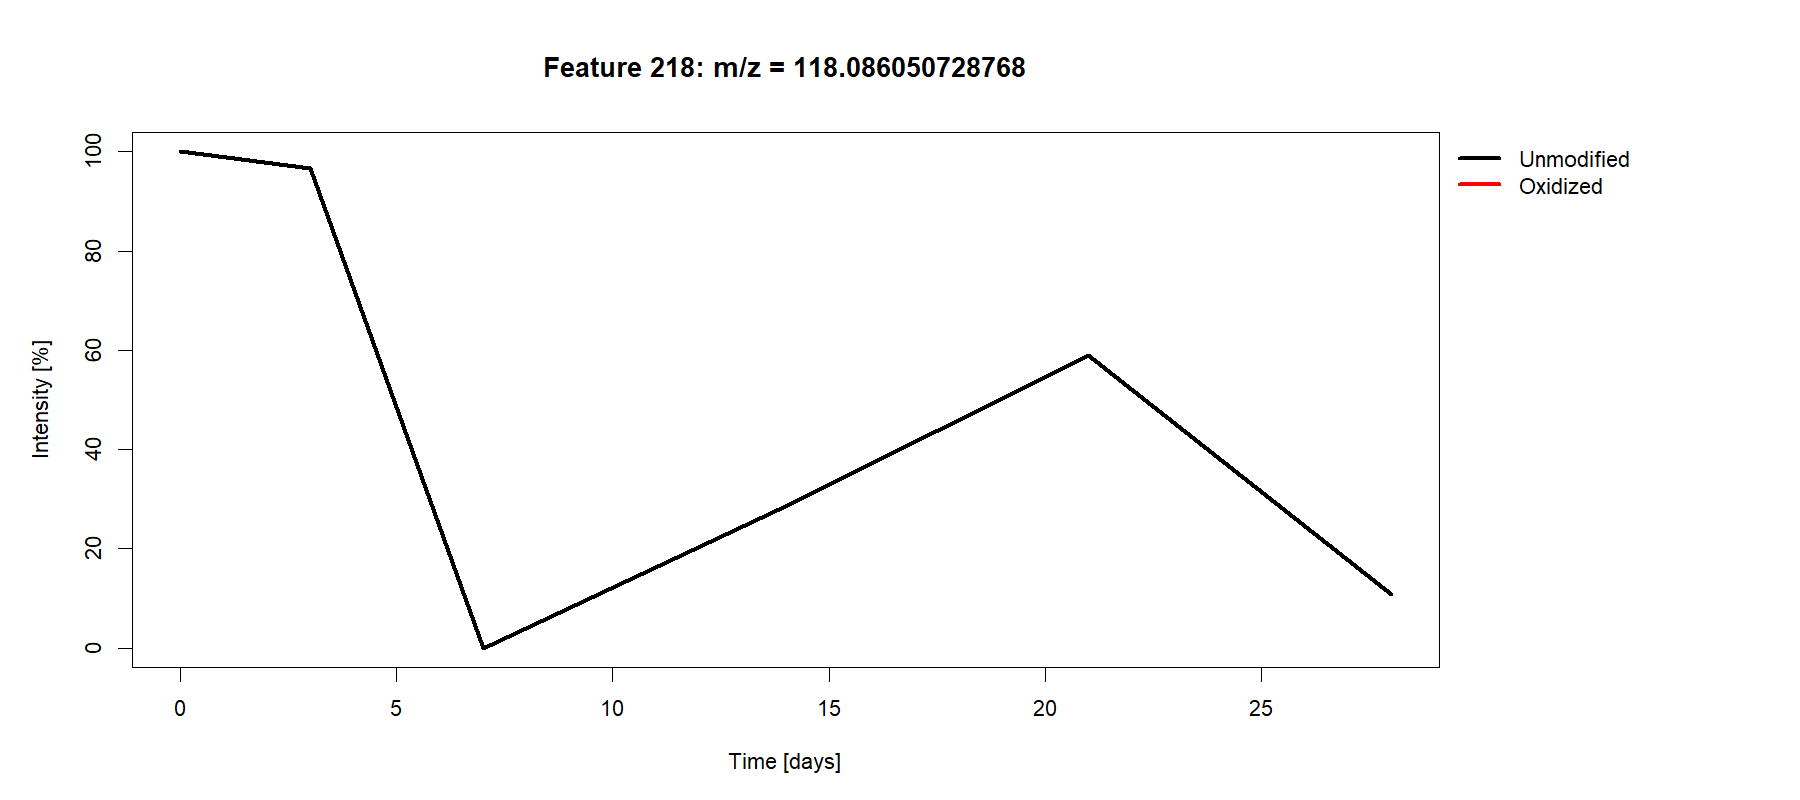 Feature 218: m/z = 118.086050728768
100
80
60
40
20
0
Intensity [%]
0 5 10 15 20 25
Time [days]
Unmodified
Oxidized